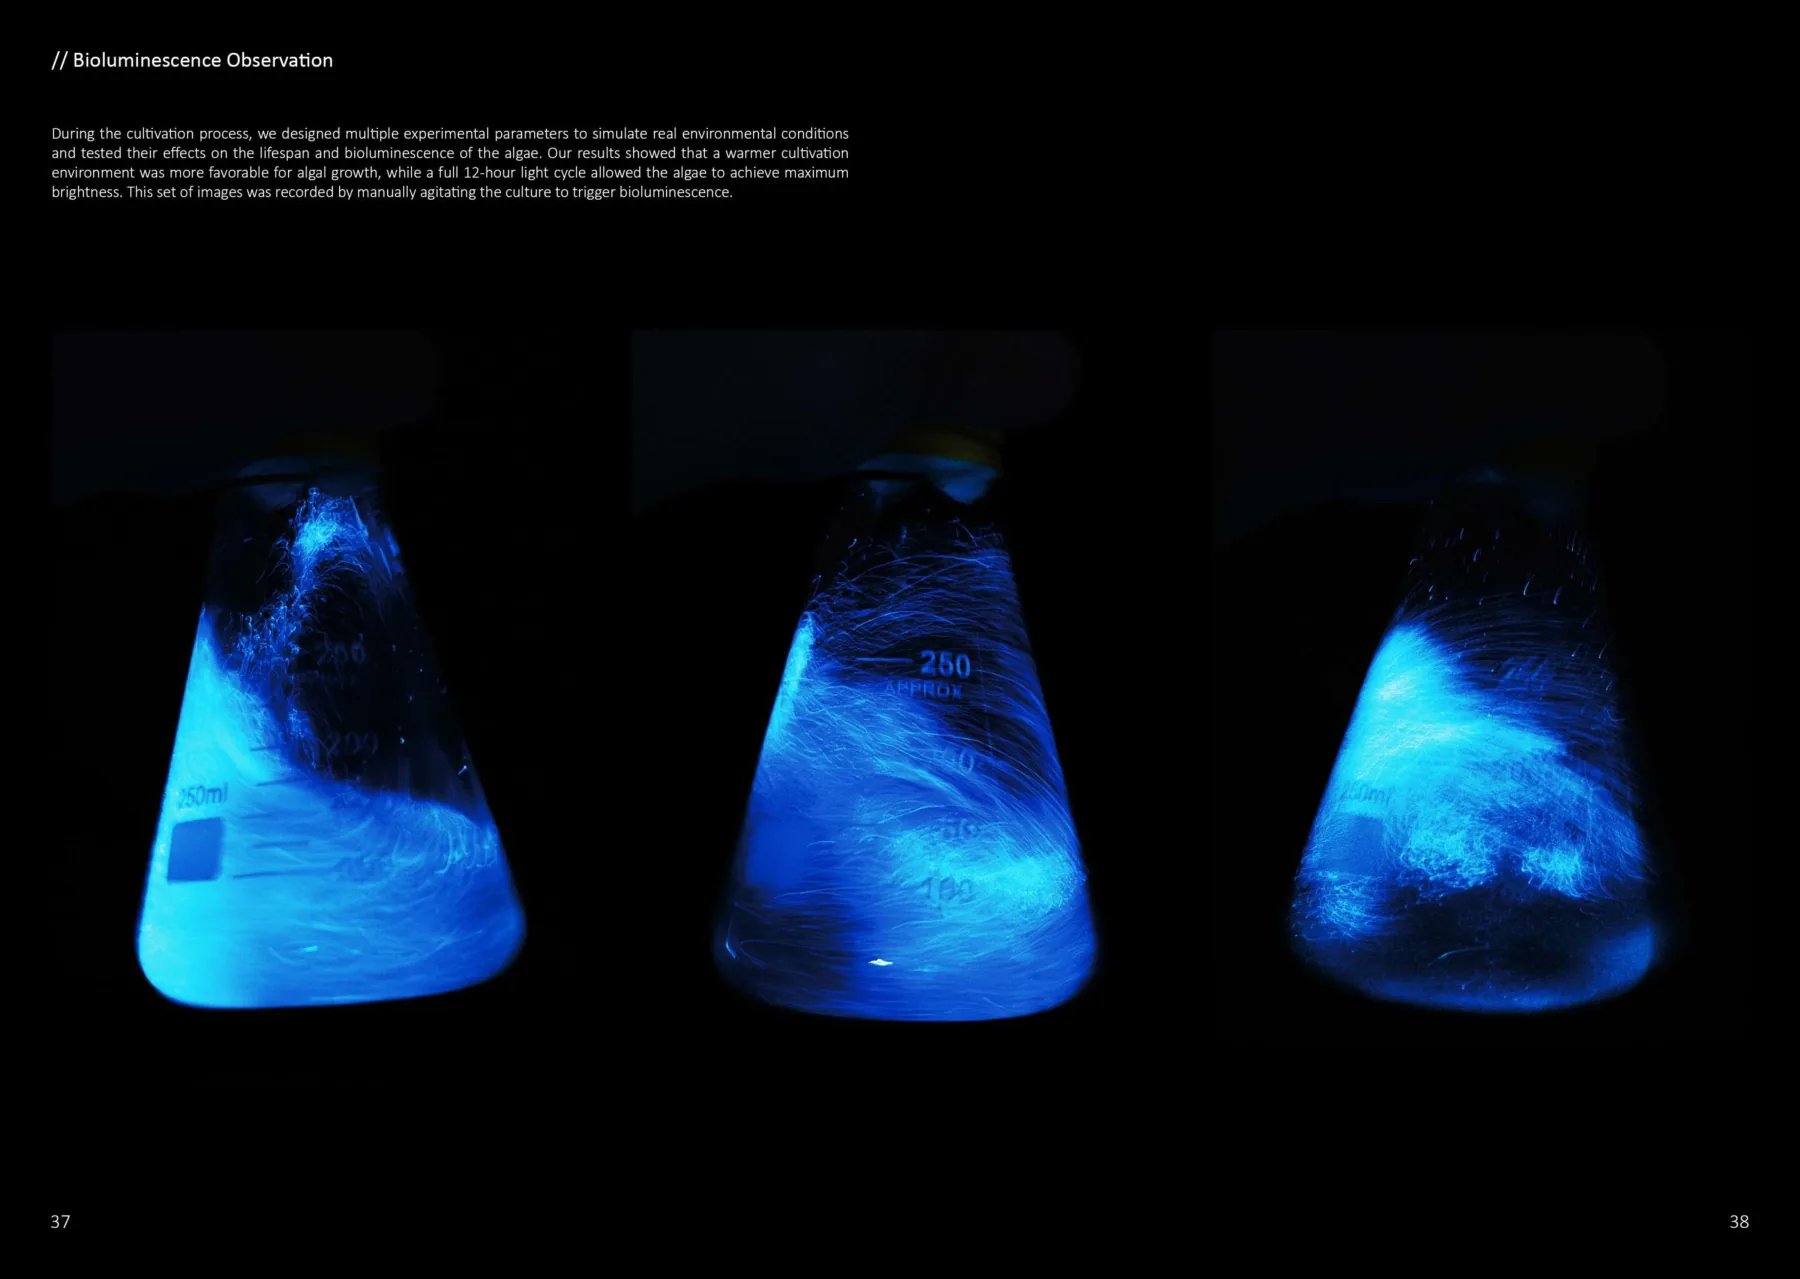 // Bioluminescence Observation
During the cultivation process, we designed multiple experimental parameters to simulate real environmental conditions
and tested their effects on the lifespan and bioluminescence of the algae. Our results showed that a warmer cultivation
environment was more favorable for algal growth, while a full 12-hour light cycle allowed the algae to achieve maximum
brightness. This set of images was recorded by manually agitating the culture to trigger bioluminescence.
200
250ml
250
APPROX
100
37
38